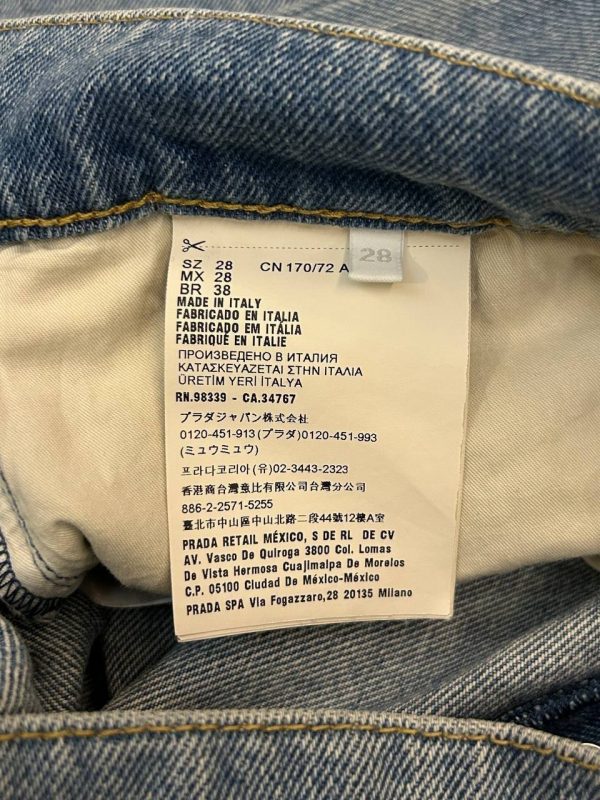 28
SZ 28 CN 170/72 A
MX 28
BR 38
MADE IN ITALY
FABRICADO EN ITALIA
FABRICADO EM ITÁLIA
FABRIQUÉ EN ITALIE
ПРОИЗВЕДЕНО В ИТАЛИЯ
ΚΑΤΑΣΚΕΥΑΖΕΤΑΙ ΣΤΗΝ ΙΤΑΛΙΑ
ÜRETİM YERİ İTALYA
RN.98339 - CA.34767
プラダジャパン株式会社
0120-451-913(プラダ)0120-451-993
(ミュウミュウ)
프라다코리아(유)02-3443-2323
香港商台灣意比有限公司台灣分公司
886-2-2571-5255
臺北市中山區中山北路二段44號12樓A室
PRADA RETAIL MÉXICO, S DE RL DE CV
AV. Vasco De Quiroga 3800 Col. Lomas
De Vista Hermosa Cuajimalpa De Morelos
C.P. 05100 Ciudad De México-México
PRADA SPA Via Fogazzaro,28 20135 Milano